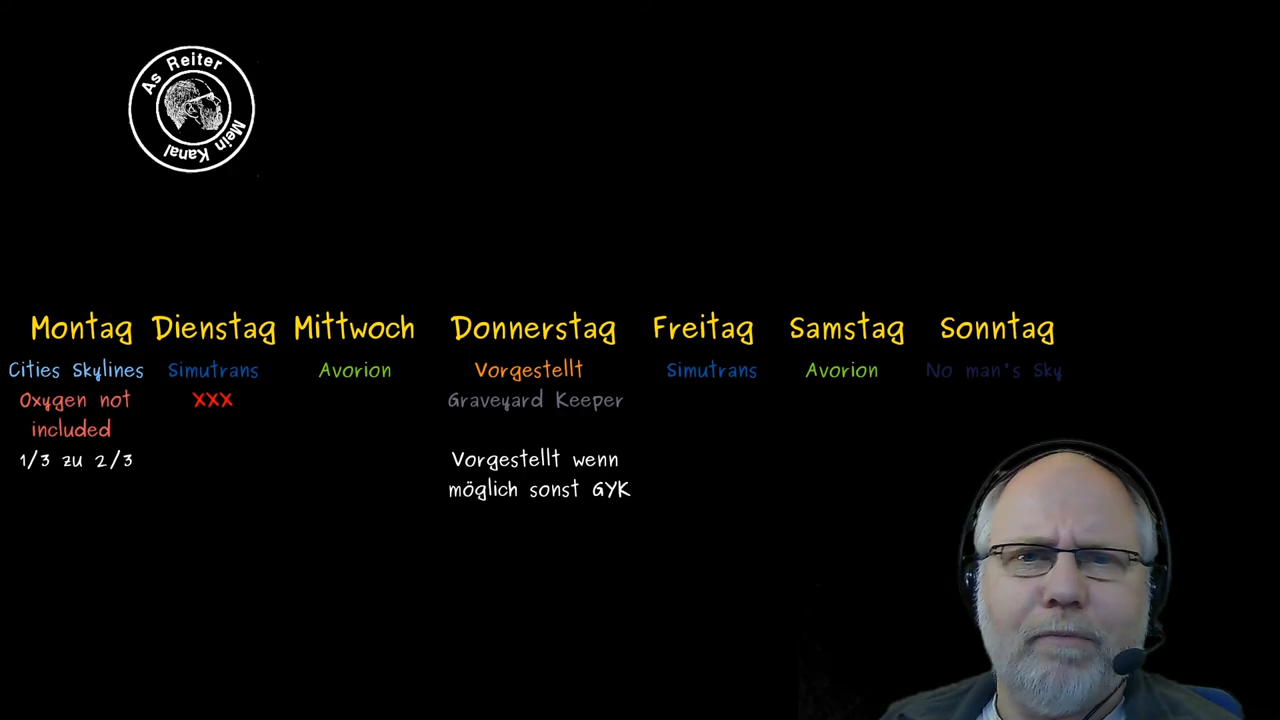 As Reiter
Mein Kanal
Montag Dienstag Mittwoch Donnerstag Freitag Samstag Sonntag
Cities Skylines Simutrans Avorion Vorgestellt Simutrans Avorion No man's Sky
Oxygen not XXX Graveyard Keeper
included
1/3 zu 2/3 Vorgestellt wenn
möglich sonst GYK